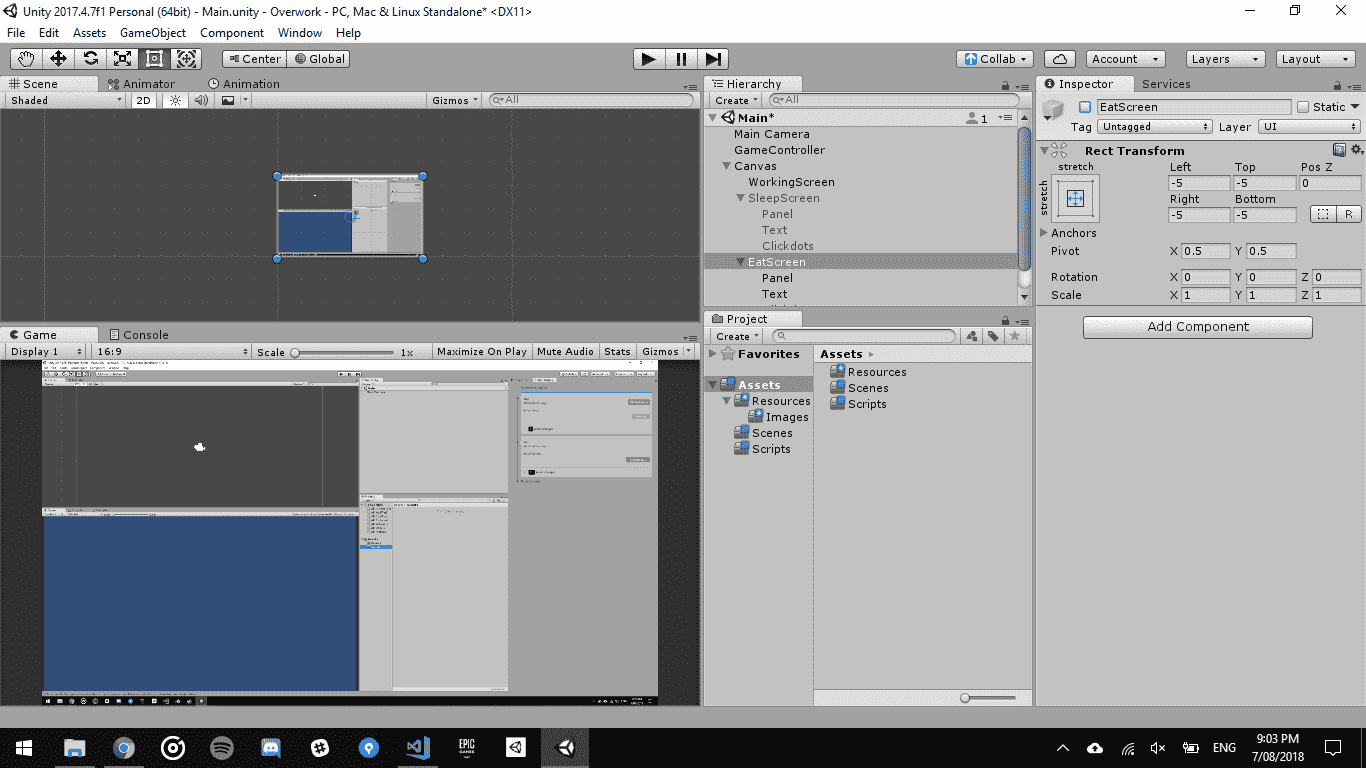 Unity 2017.4.7f1 Personal (64bit) - Main.unity - Overwork - PC, Mac & Linux Standalone* <DX11>
File Edit Assets GameObject Component Window Help
Center Global Collab Account Layers Layout
Scene Animator Animation
Shaded 2D Gizmos All
Hierarchy
Create All
Main* 1
Main Camera
GameController
Canvas
WorkingScreen
SleepScreen
Panel
Text
Clickdots
EatScreen
Panel
Text
Inspector Services
EatScreen Static
Tag Untagged Layer UI
Rect Transform
stretch
stretch
Left Top Pos Z
-5 -5 0
Right Bottom
-5 -5 R
Anchors
Pivot X 0.5 Y 0.5
Rotation X 0 Y 0 Z 0
Scale X 1 Y 1 Z 1
Add Component
Game Console
Display 1 16:9 Scale 1x Maximize On Play Mute Audio Stats Gizmos
Project
Create
Favorites
Assets
Resources
Images
Scenes
Scripts
Assets
Resources
Scenes
Scripts
EPIC GAMES
ENG
9:03 PM
7/08/2018